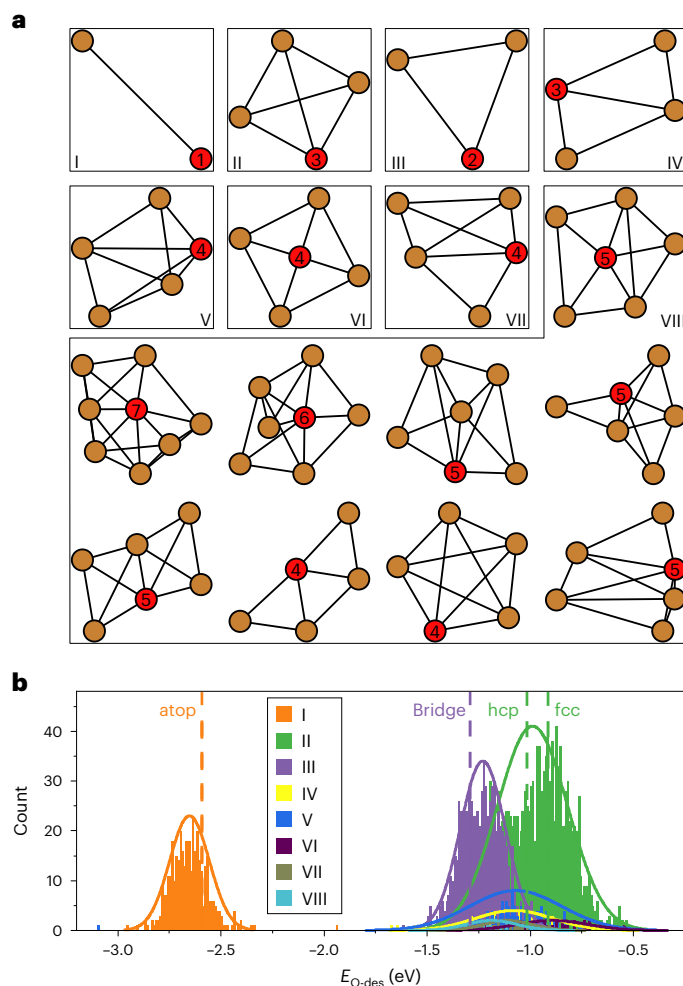 a
1 3 2 3
I II III IV
4 4 4 5
V VI VII VIII
7 6 5 5
5 4 4 5
b
atop Bridge hcp fcc
I
II
III
IV
V
VI
VII
VIII
40
30
20
10
0
Count
−3.0 −2.5 −2.0 −1.5 −1.0 −0.5
E_O-des (eV)